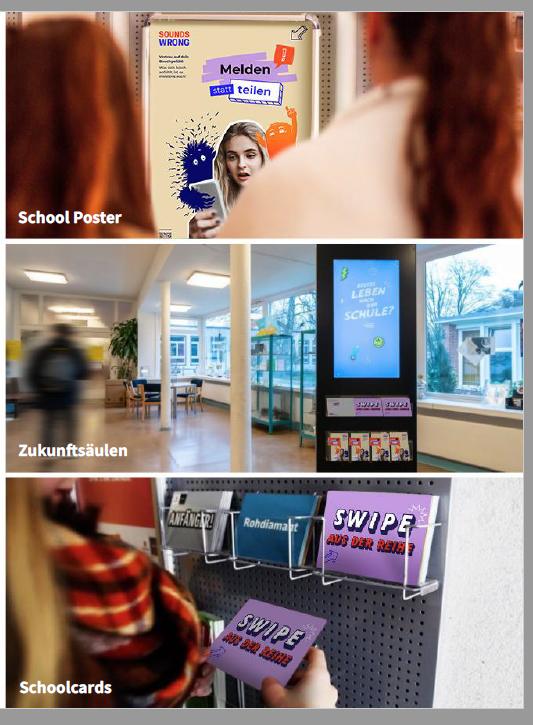 SOUNDS
WRONG
Melden
statt teilen
School Poster
LEBEN
NACH
DER
SCHULE?
SWIPE
SWIPE
Zukunftsäulen
ANFÄNGER!
Rohdiamant
SWIPE
AUS DER REIHE
SWIPE
AUS DER REIHE
Schoolcards